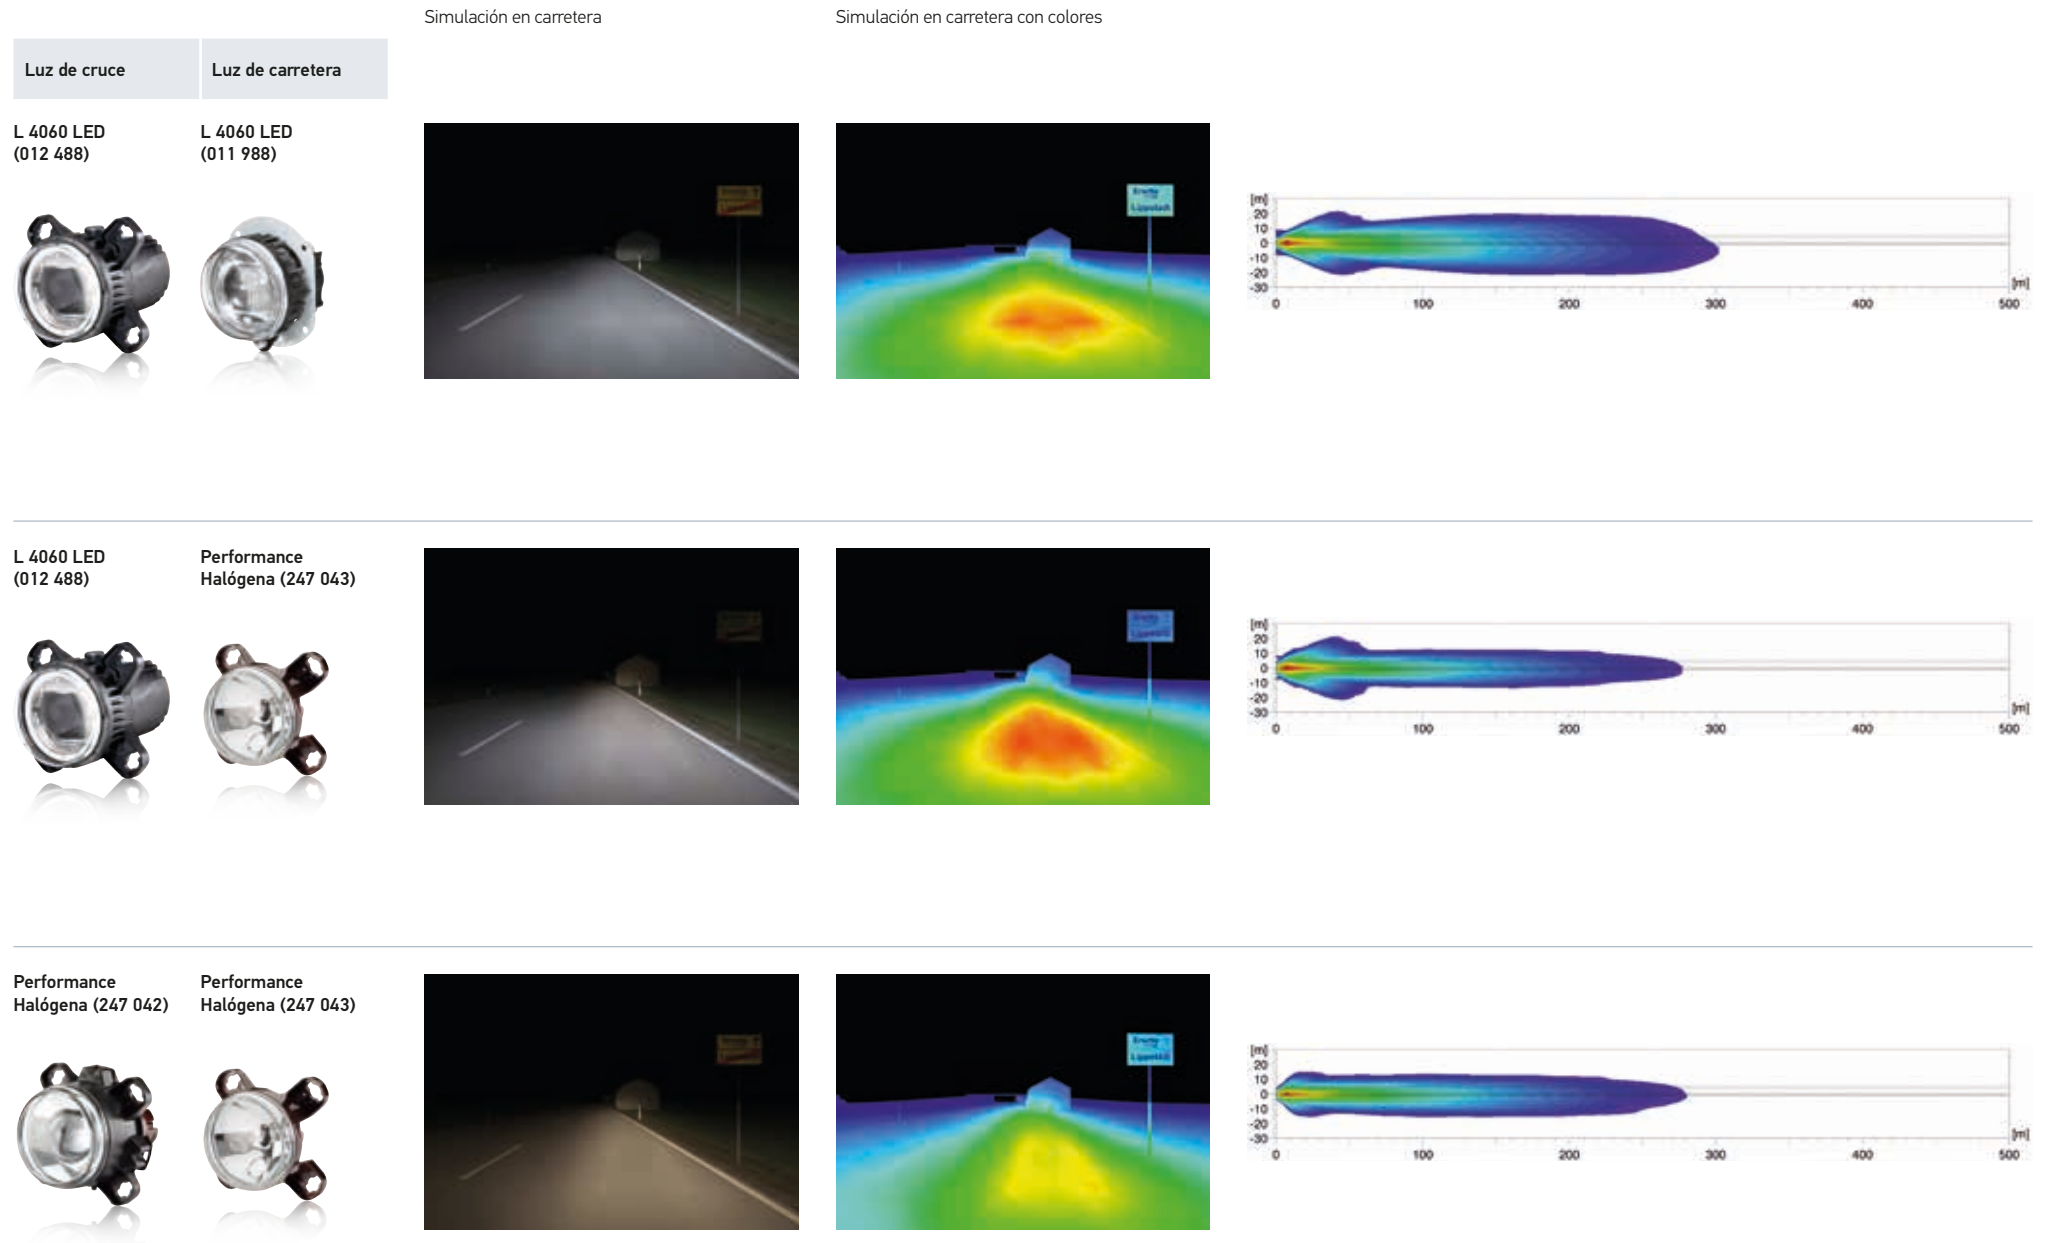 Simulación en carretera
Simulación en carretera con colores
Luz de cruce
Luz de carretera
L 4060 LED
(012 488)
L 4060 LED
(011 988)
Erwitte
Lippstadt
[m]
20
10
0
-10
-20
-30
0
100
200
300
400
500
[m]
L 4060 LED
(012 488)
Performance
Halógena (247 043)
[m]
20
10
0
-10
-20
-30
0
100
200
300
400
500
[m]
Performance
Halógena (247 042)
Performance
Halógena (247 043)
[m]
20
10
0
-10
-20
-30
0
100
200
300
400
500
[m]